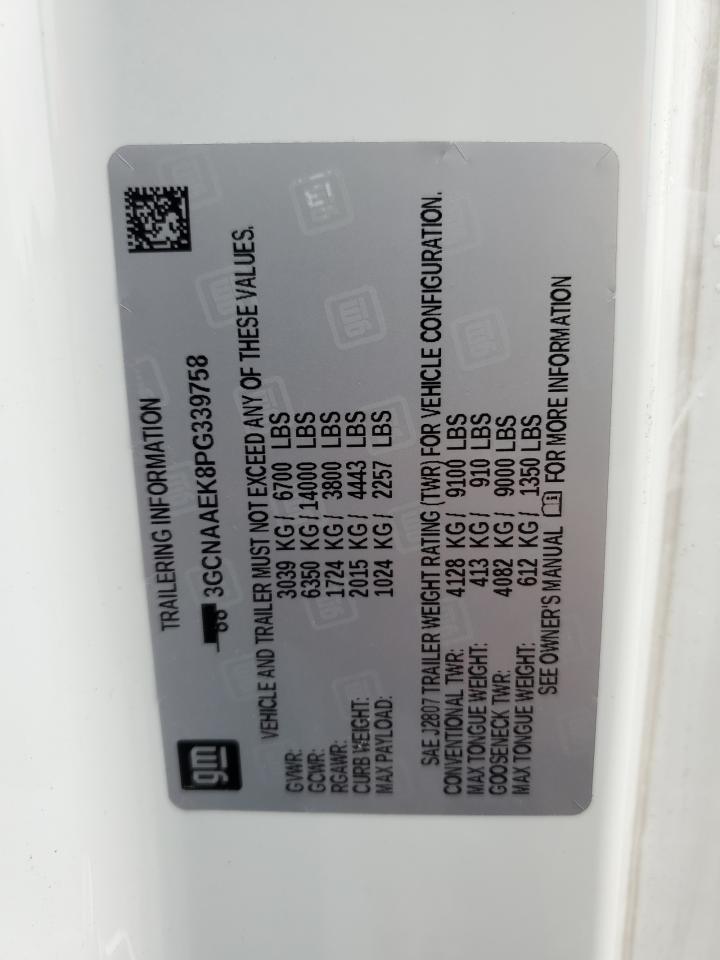 TRAILERING INFORMATION
3GCNAAEK8PG339758
gm
VEHICLE AND TRAILER MUST NOT EXCEED ANY OF THESE VALUES.
GVWR: 3039 KG / 6700 LBS
GCWR: 6350 KG / 14000 LBS
RGAWR: 1724 KG / 3800 LBS
CURB WEIGHT: 2015 KG / 4443 LBS
MAX PAYLOAD: 1024 KG / 2257 LBS
SAE J2807 TRAILER WEIGHT RATING (TWR) FOR VEHICLE CONFIGURATION.
CONVENTIONAL TWR: 4128 KG / 9100 LBS
MAX TONGUE WEIGHT: 413 KG / 910 LBS
GOOSENECK TWR: 4082 KG / 9000 LBS
MAX TONGUE WEIGHT: 612 KG / 1350 LBS
SEE OWNER'S MANUAL FOR MORE INFORMATION